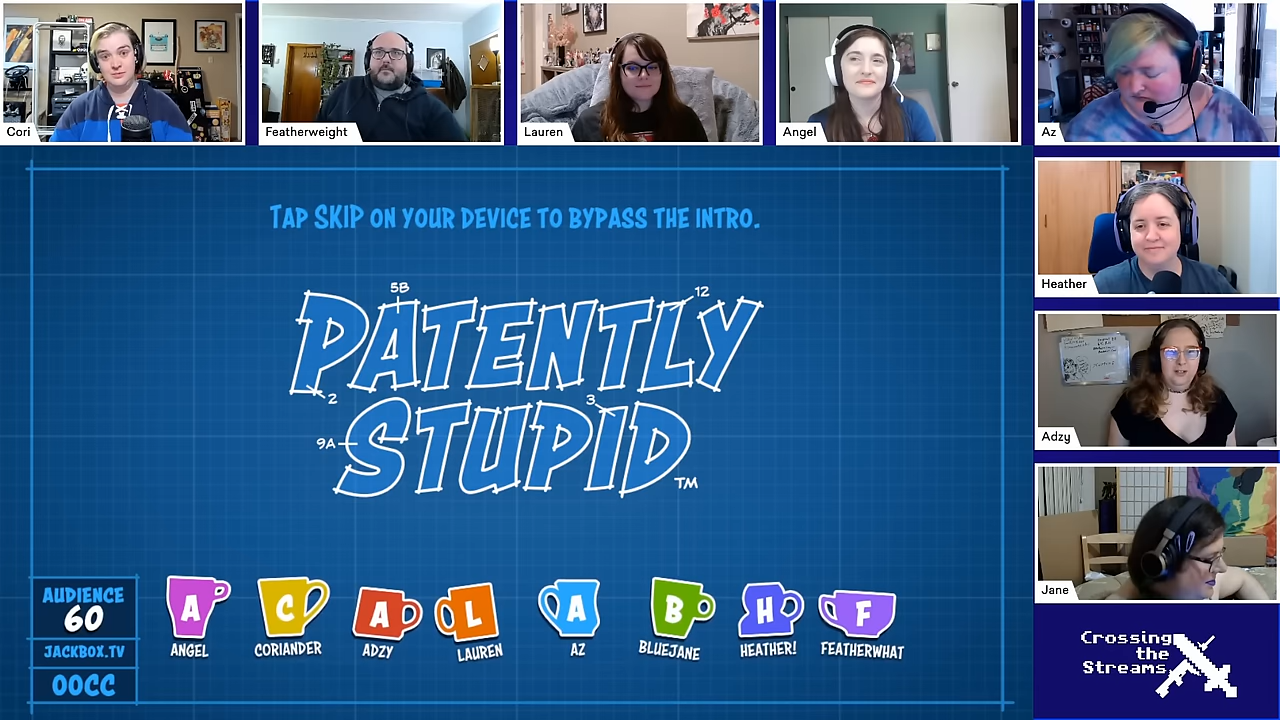 Cori
Featherweight
Lauren
Angel
Az
Heather
Adzy
Jane
TAP SKIP ON YOUR DEVICE TO BYPASS THE INTRO.
5B
12
PATENTLY
2
3
9A
STUPID
TM
AUDIENCE
60
JACKBOX.TV
OOCC
A
C
A
L
A
B
H
F
ANGEL
CORIANDER
ADZY
LAUREN
AZ
BLUEJANE
HEATHER!
FEATHERWHAT
Crossing
the
Streams